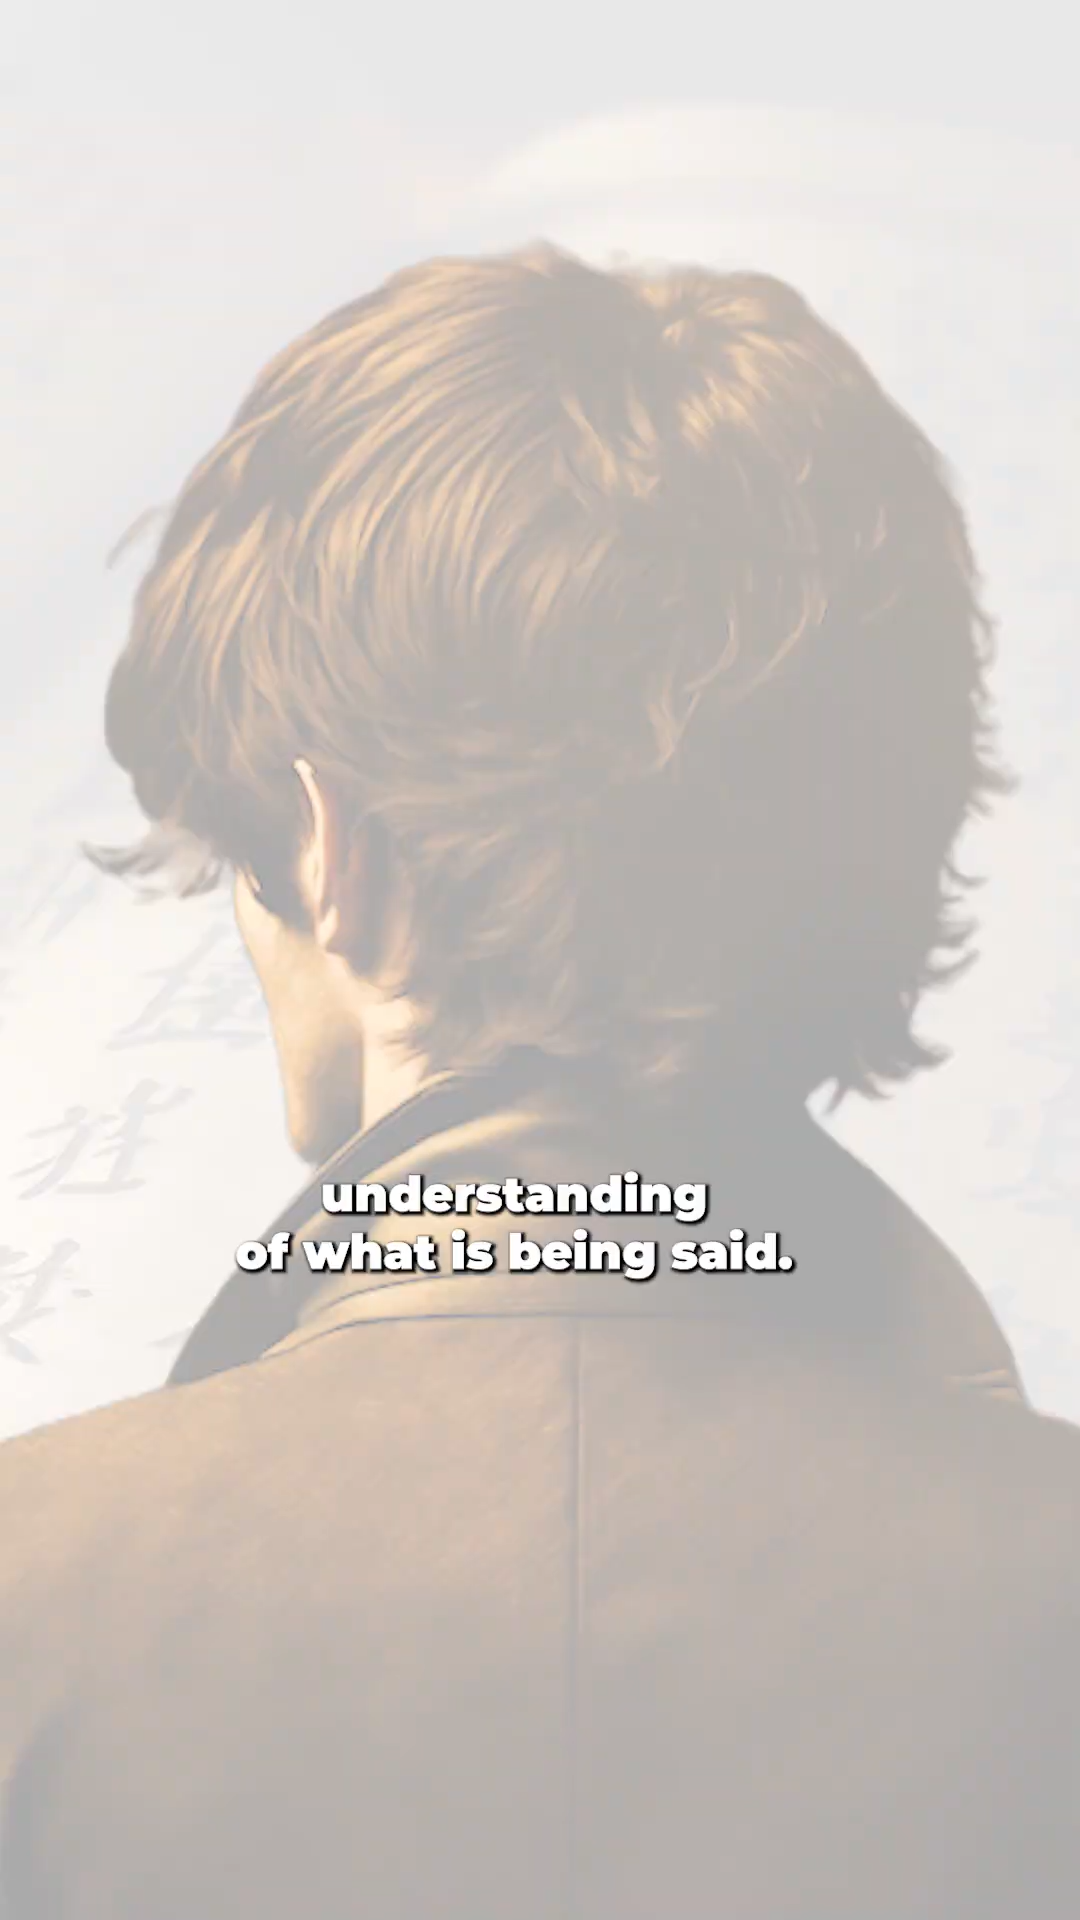 understanding
of what is being said.